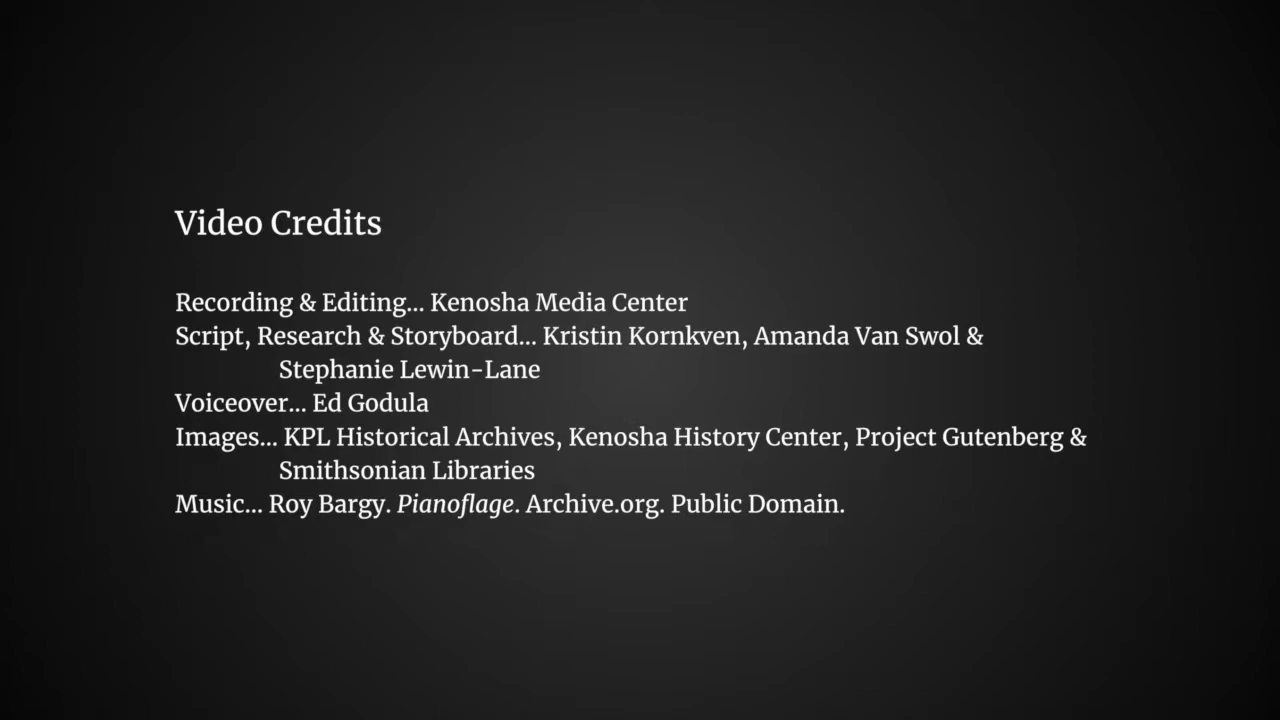 Video Credits
Recording & Editing... Kenosha Media Center
Script, Research & Storyboard... Kristin Kornkven, Amanda Van Swol &
Stephanie Lewin-Lane
Voiceover... Ed Godula
Images... KPL Historical Archives, Kenosha History Center, Project Gutenberg &
Smithsonian Libraries
Music... Roy Bargy. Pianoflage. Archive.org. Public Domain.